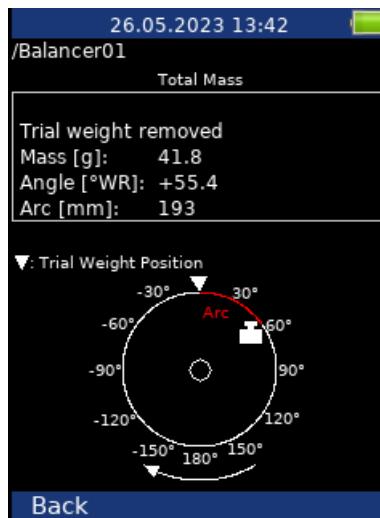 26.05.2023 13:42
/Balancer01
Total Mass
Trial weight removed
Mass [g]: 41.8
Angle [°WR]: +55.4
Arc [mm]: 193
▼: Trial Weight Position
-30° 30°
Arc
-60° 60°
-90° 90°
-120° 120°
-150° 180° 150°
Back